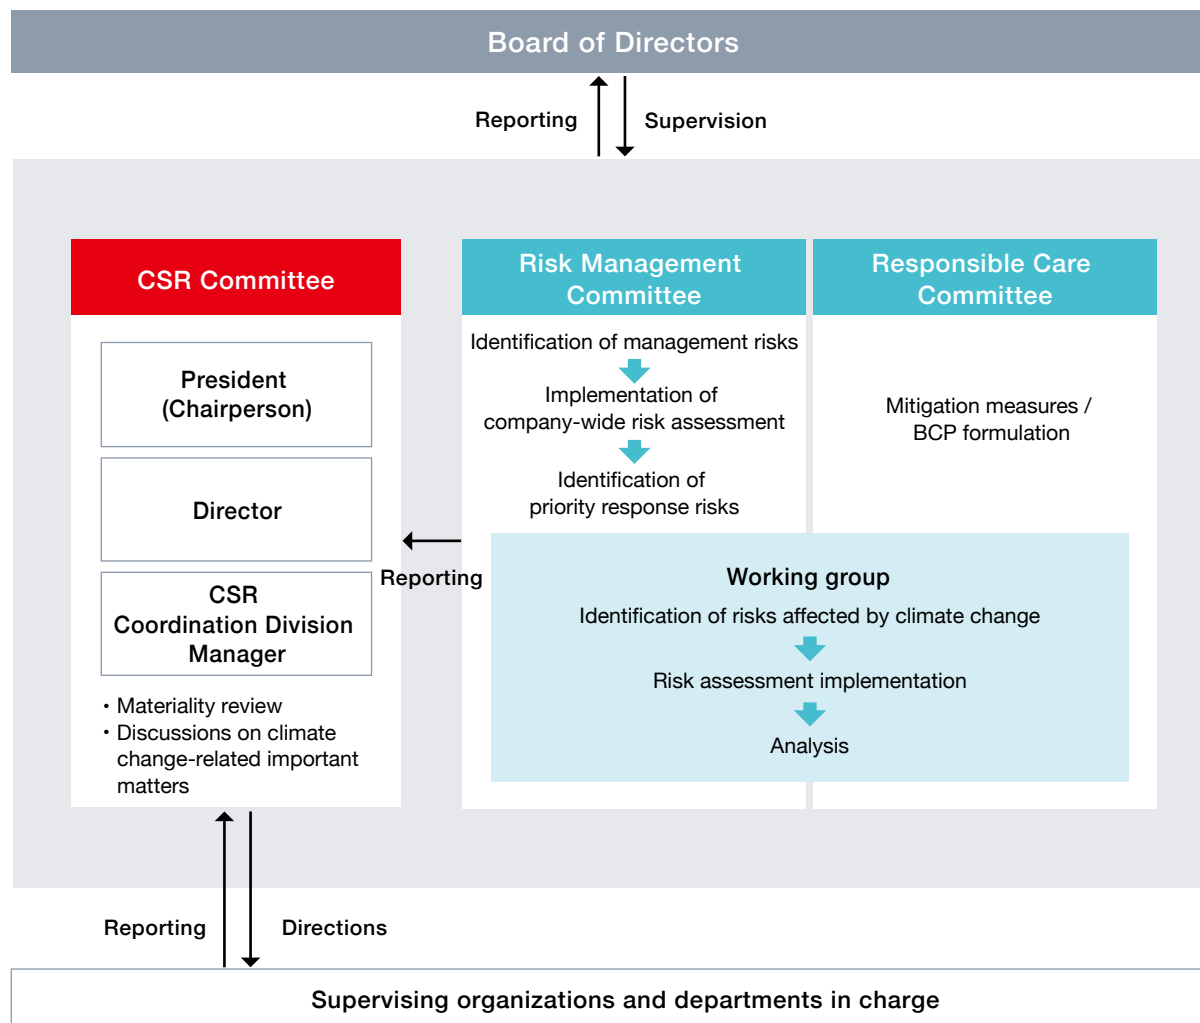 Board of Directors
Reporting
Supervision
CSR Committee
President
(Chairperson)
Director
CSR
Coordination Division
Manager
・Materiality review
・Discussions on climate
change-related important
matters
Risk Management
Committee
Identification of management risks
Implementation of
company-wide risk assessment
Identification of
priority response risks
Responsible Care
Committee
Mitigation measures /
BCP formulation
Reporting
Working group
Identification of risks affected by climate change
Risk assessment implementation
Analysis
Reporting
Directions
Supervising organizations and departments in charge